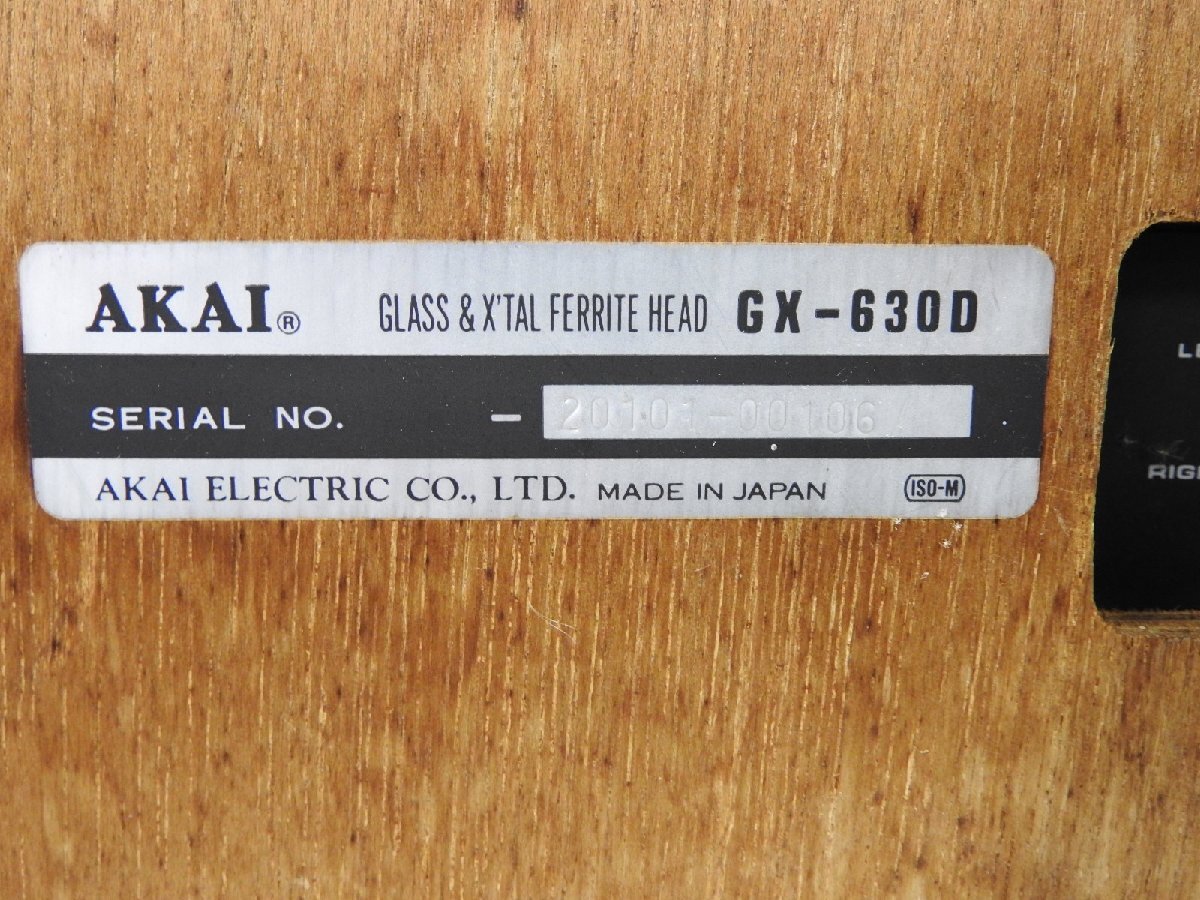 AKAI® GLASS & X'TAL FERRITE HEAD GX-630D
SERIAL NO. - 20101-00106
AKAI ELECTRIC CO., LTD. MADE IN JAPAN ISO-M